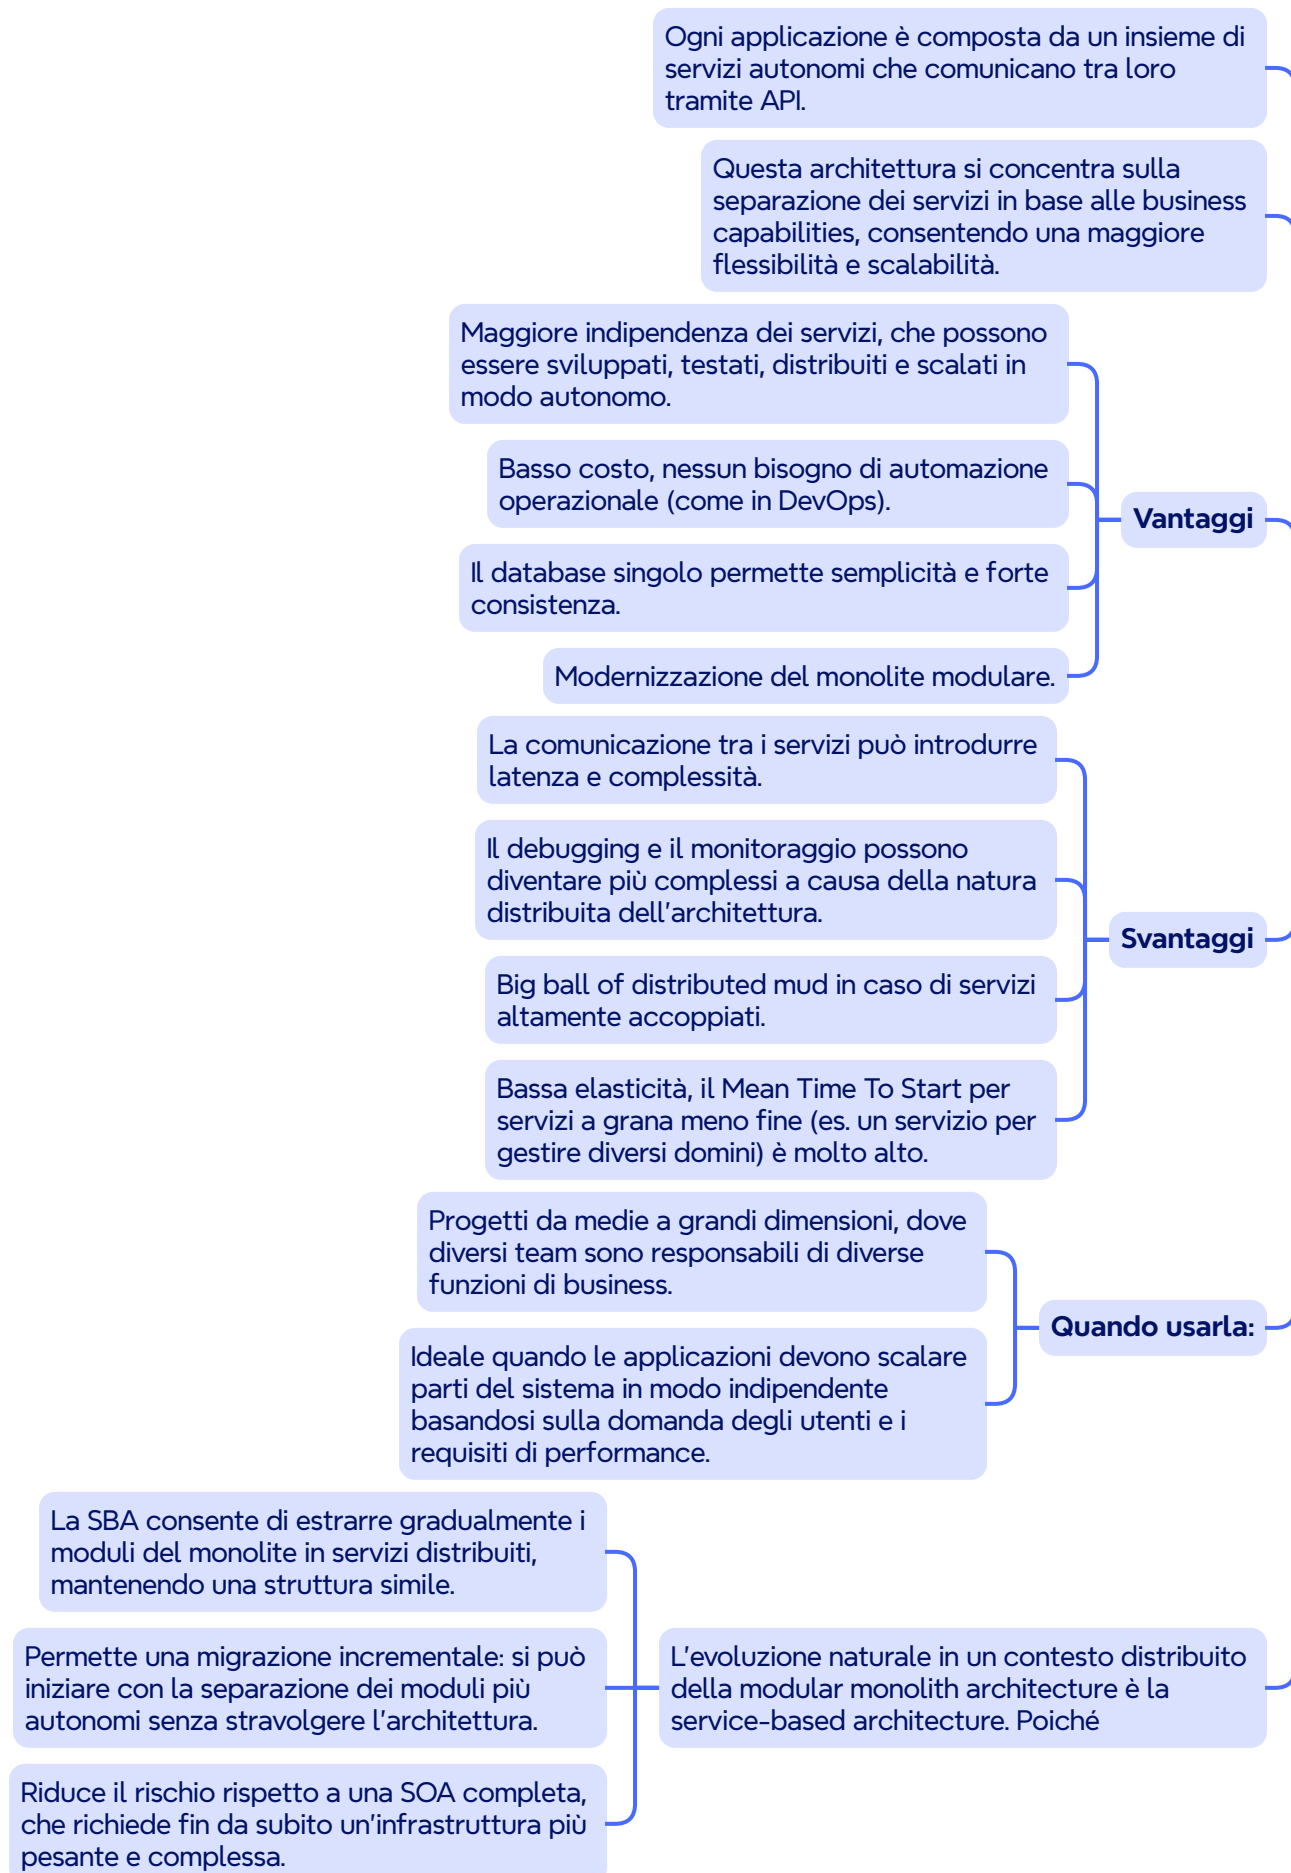 Ogni applicazione è composta da un insieme di
servizi autonomi che comunicano tra loro
tramite API.
Questa architettura si concentra sulla
separazione dei servizi in base alle business
capabilities, consentendo una maggiore
flessibilità e scalabilità.
Maggiore indipendenza dei servizi, che possono
essere sviluppati, testati, distribuiti e scalati in
modo autonomo.
Basso costo, nessun bisogno di automazione
operazionale (come in DevOps).
Il database singolo permette semplicità e forte
consistenza.
Modernizzazione del monolite modulare.
Vantaggi
La comunicazione tra i servizi può introdurre
latenza e complessità.
Il debugging e il monitoraggio possono
diventare più complessi a causa della natura
distribuita dell'architettura.
Big ball of distributed mud in caso di servizi
altamente accoppiati.
Bassa elasticità, il Mean Time To Start per
servizi a grana meno fine (es. un servizio per
gestire diversi domini) è molto alto.
Svantaggi
Progetti da medie a grandi dimensioni, dove
diversi team sono responsabili di diverse
funzioni di business.
Ideale quando le applicazioni devono scalare
parti del sistema in modo indipendente
basandosi sulla domanda degli utenti e i
requisiti di performance.
Quando usarla:
La SBA consente di estrarre gradualmente i
moduli del monolite in servizi distribuiti,
mantenendo una struttura simile.
Permette una migrazione incrementale: si può
iniziare con la separazione dei moduli più
autonomi senza stravolgere l'architettura.
Riduce il rischio rispetto a una SOA completa,
che richiede fin da subito un'infrastruttura più
pesante e complessa.
L'evoluzione naturale in un contesto distribuito
della modular monolith architecture è la
service-based architecture. Poiché